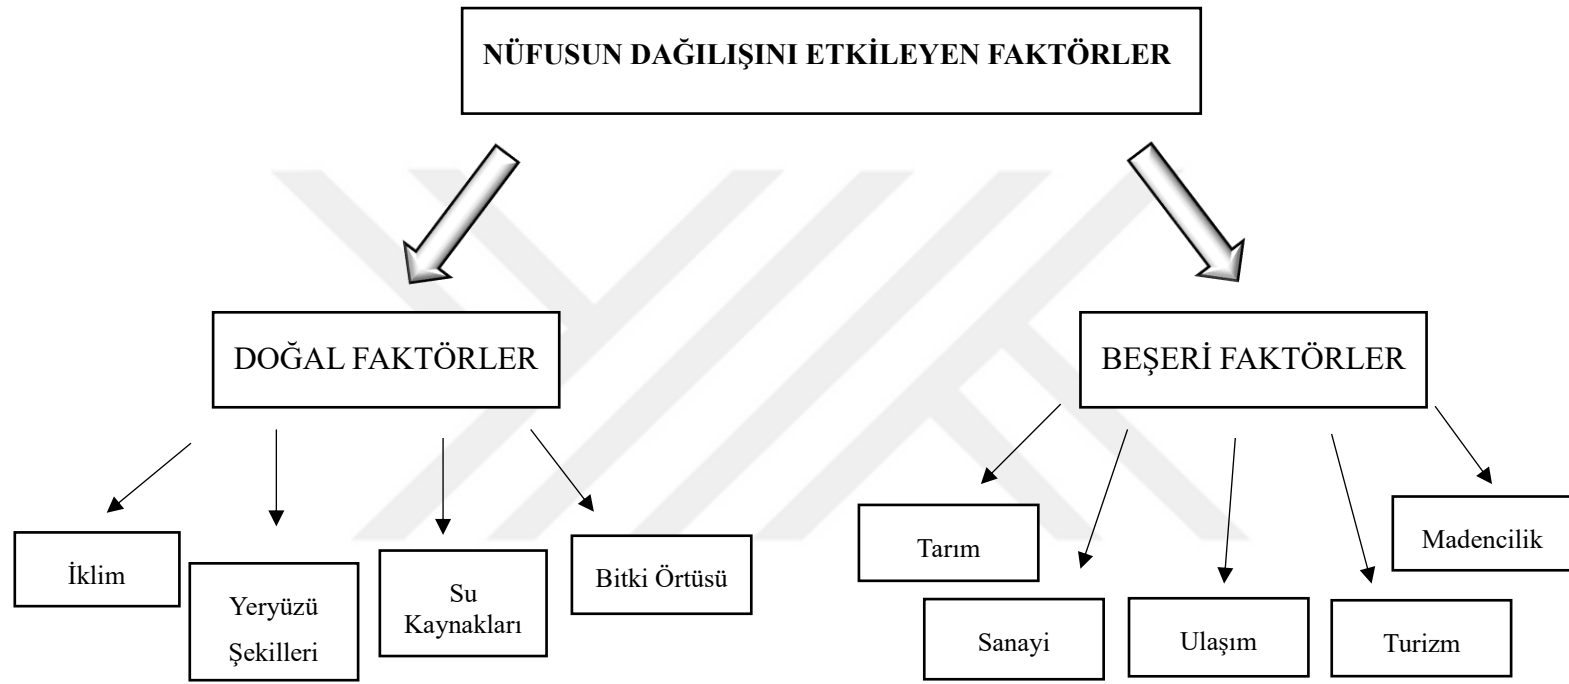 NÜFUSUN DAĞILIŞINI ETKİLEYEN FAKTÖRLER
DOĞAL FAKTÖRLER
BEŞERİ FAKTÖRLER
İklim
Yeryüzü
Şekilleri
Su
Kaynakları
Bitki Örtüsü
Tarım
Sanayi
Ulaşım
Turizm
Madencilik